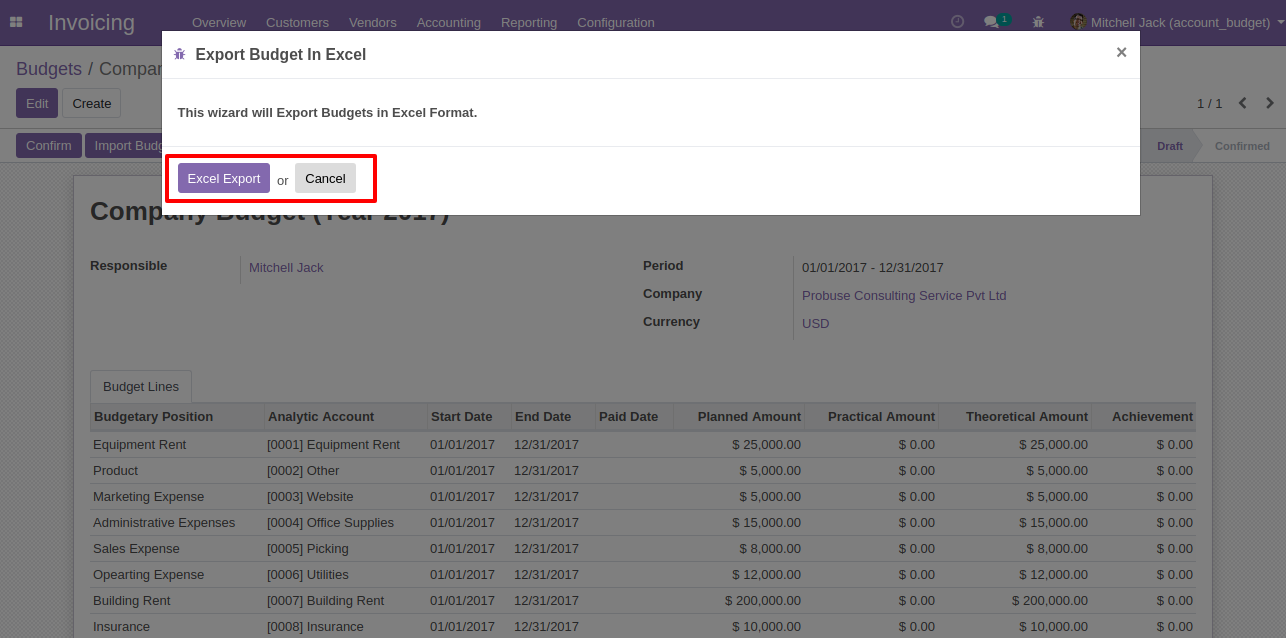 Invoicing Overview Customers Vendors Accounting Reporting Configuration 1 Mitchell Jack (account_budget)
Export Budget In Excel ×
Budgets / Compan
Edit Create
1 / 1
This wizard will Export Budgets in Excel Format.
Confirm Import Budg
Draft Confirmed
Excel Export or Cancel
Company Budget (Year 2017)
Responsible Mitchell Jack
Period 01/01/2017 - 12/31/2017
Company Probuse Consulting Service Pvt Ltd
Currency USD
Budget Lines
Budgetary Position Analytic Account Start Date End Date Paid Date Planned Amount Practical Amount Theoretical Amount Achievement
Equipment Rent [0001] Equipment Rent 01/01/2017 12/31/2017 $ 25,000.00 $ 0.00 $ 25,000.00 $ 0.00
Product [0002] Other 01/01/2017 12/31/2017 $ 5,000.00 $ 0.00 $ 5,000.00 $ 0.00
Marketing Expense [0003] Website 01/01/2017 12/31/2017 $ 5,000.00 $ 0.00 $ 5,000.00 $ 0.00
Administrative Expenses [0004] Office Supplies 01/01/2017 12/31/2017 $ 15,000.00 $ 0.00 $ 15,000.00 $ 0.00
Sales Expense [0005] Picking 01/01/2017 12/31/2017 $ 8,000.00 $ 0.00 $ 8,000.00 $ 0.00
Opearting Expense [0006] Utilities 01/01/2017 12/31/2017 $ 12,000.00 $ 0.00 $ 12,000.00 $ 0.00
Building Rent [0007] Building Rent 01/01/2017 12/31/2017 $ 200,000.00 $ 0.00 $ 200,000.00 $ 0.00
Insurance [0008] Insurance 01/01/2017 12/31/2017 $ 10,000.00 $ 0.00 $ 10,000.00 $ 0.00